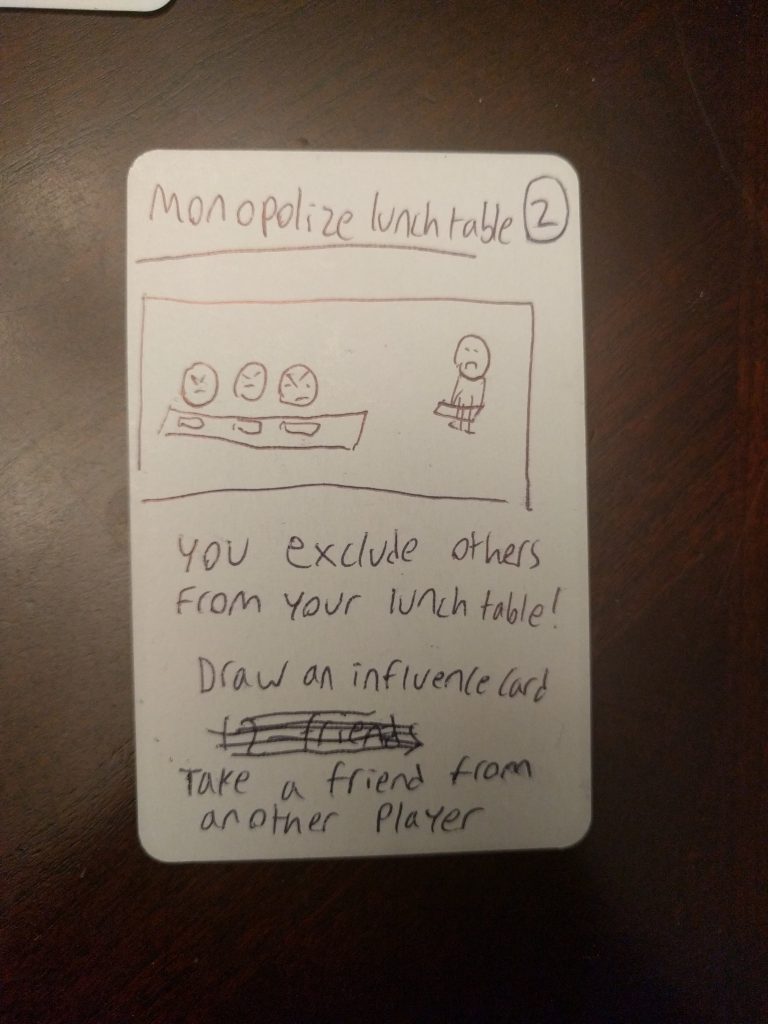 Monopolize lunch table 2
You exclude others
from your lunch table!
Draw an influence card
+2 friends
Take a friend from
another Player